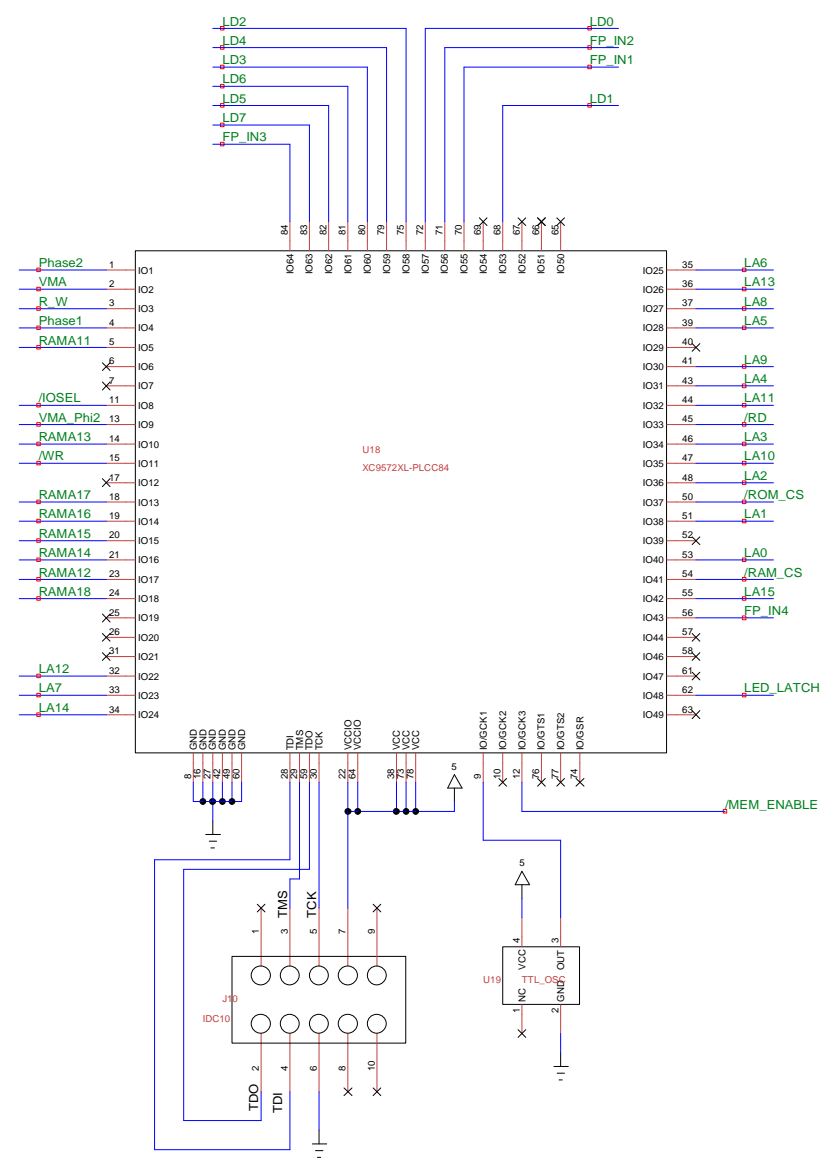 LD2
LD4
LD3
LD6
LD5
LD7
FP_IN3
LD0
FP_IN2
FP_IN1
LD1
84 83 82 81 80 79 75 72 71 70 69 68 67 66 65
IO64 IO63 IO62 IO61 IO60 IO59 IO58 IO57 IO56 IO55 IO54 IO53 IO52 IO51 IO50
Phase2 1 IO1
VMA 2 IO2
R_W 3 IO3
Phase1 4 IO4
RAMA11 5 IO5
6 IO6
7 IO7
/IOSEL 11 IO8
VMA_Phi2 13 IO9
RAMA13 14 IO10
/WR 15 IO11
17 IO12
RAMA17 18 IO13
RAMA16 19 IO14
RAMA15 20 IO15
RAMA14 21 IO16
RAMA12 23 IO17
RAMA18 24 IO18
25 IO19
26 IO20
31 IO21
LA12 32 IO22
LA7 33 IO23
LA14 34 IO24
U18
XC9572XL-PLCC84
IO25 35 LA6
IO26 36 LA13
IO27 37 LA8
IO28 39 LA5
IO29 40
IO30 41 LA9
IO31 43 LA4
IO32 44 LA11
IO33 45 /RD
IO34 46 LA3
IO35 47 LA10
IO36 48 LA2
IO37 50 /ROM_CS
IO38 51 LA1
IO39 52
IO40 53 LA0
IO41 54 /RAM_CS
IO42 55 LA15
IO43 56 FP_IN4
IO44 57
IO46 58
IO47 61
IO48 62 LED_LATCH
IO49 63
GND GND GND GND GND GND TDI TMS TDO TCK VCCIO VCCIO VCC VCC VCC IO/GCK1 IO/GCK2 IO/GCK3 IO/GTS1 IO/GTS2 IO/GSR
8 16 27 42 49 60 28 29 59 30 22 64 38 73 78 9 10 12 76 77 74
5
/MEM_ENABLE
5
TMS TCK
1 3 5 7 9
J10
IDC10
2 4 6 8 10
TDO TDI
4 3
VCC OUT
U19 TTL_OSC
NC GND
1 2